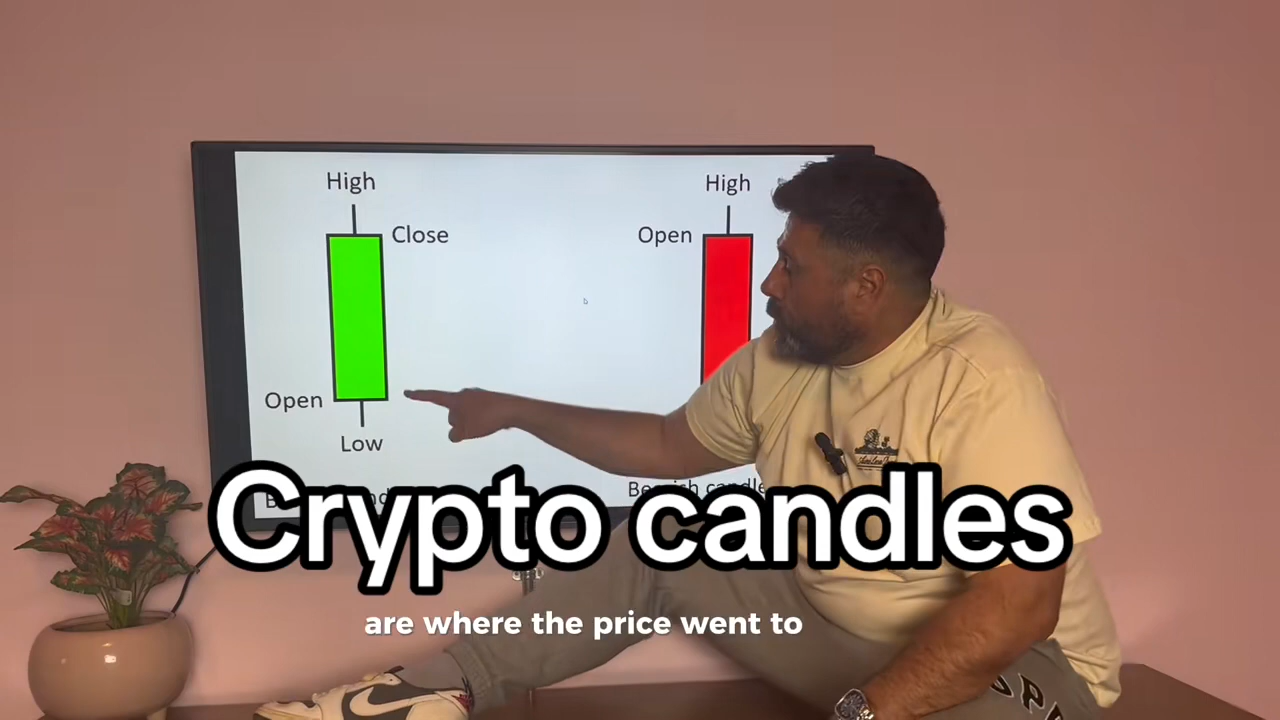 High
High
Close
Open
Open
Low
Crypto candles
are where the price went to